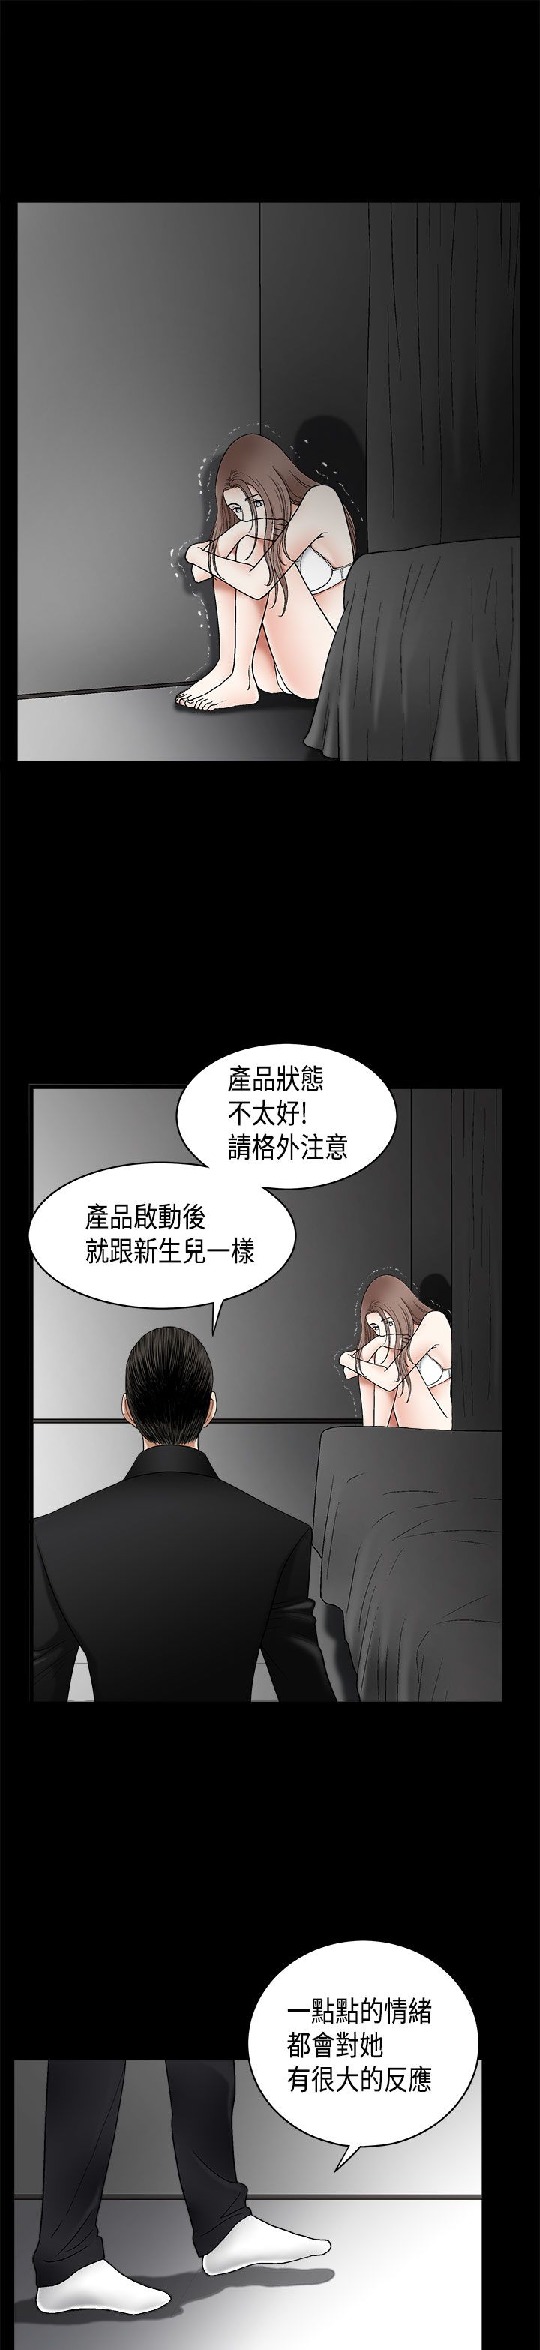 產品狀態
不太好!
請格外注意
產品啟動後
就跟新生兒一樣
一點點的情緒
都會對她
有很大的反應